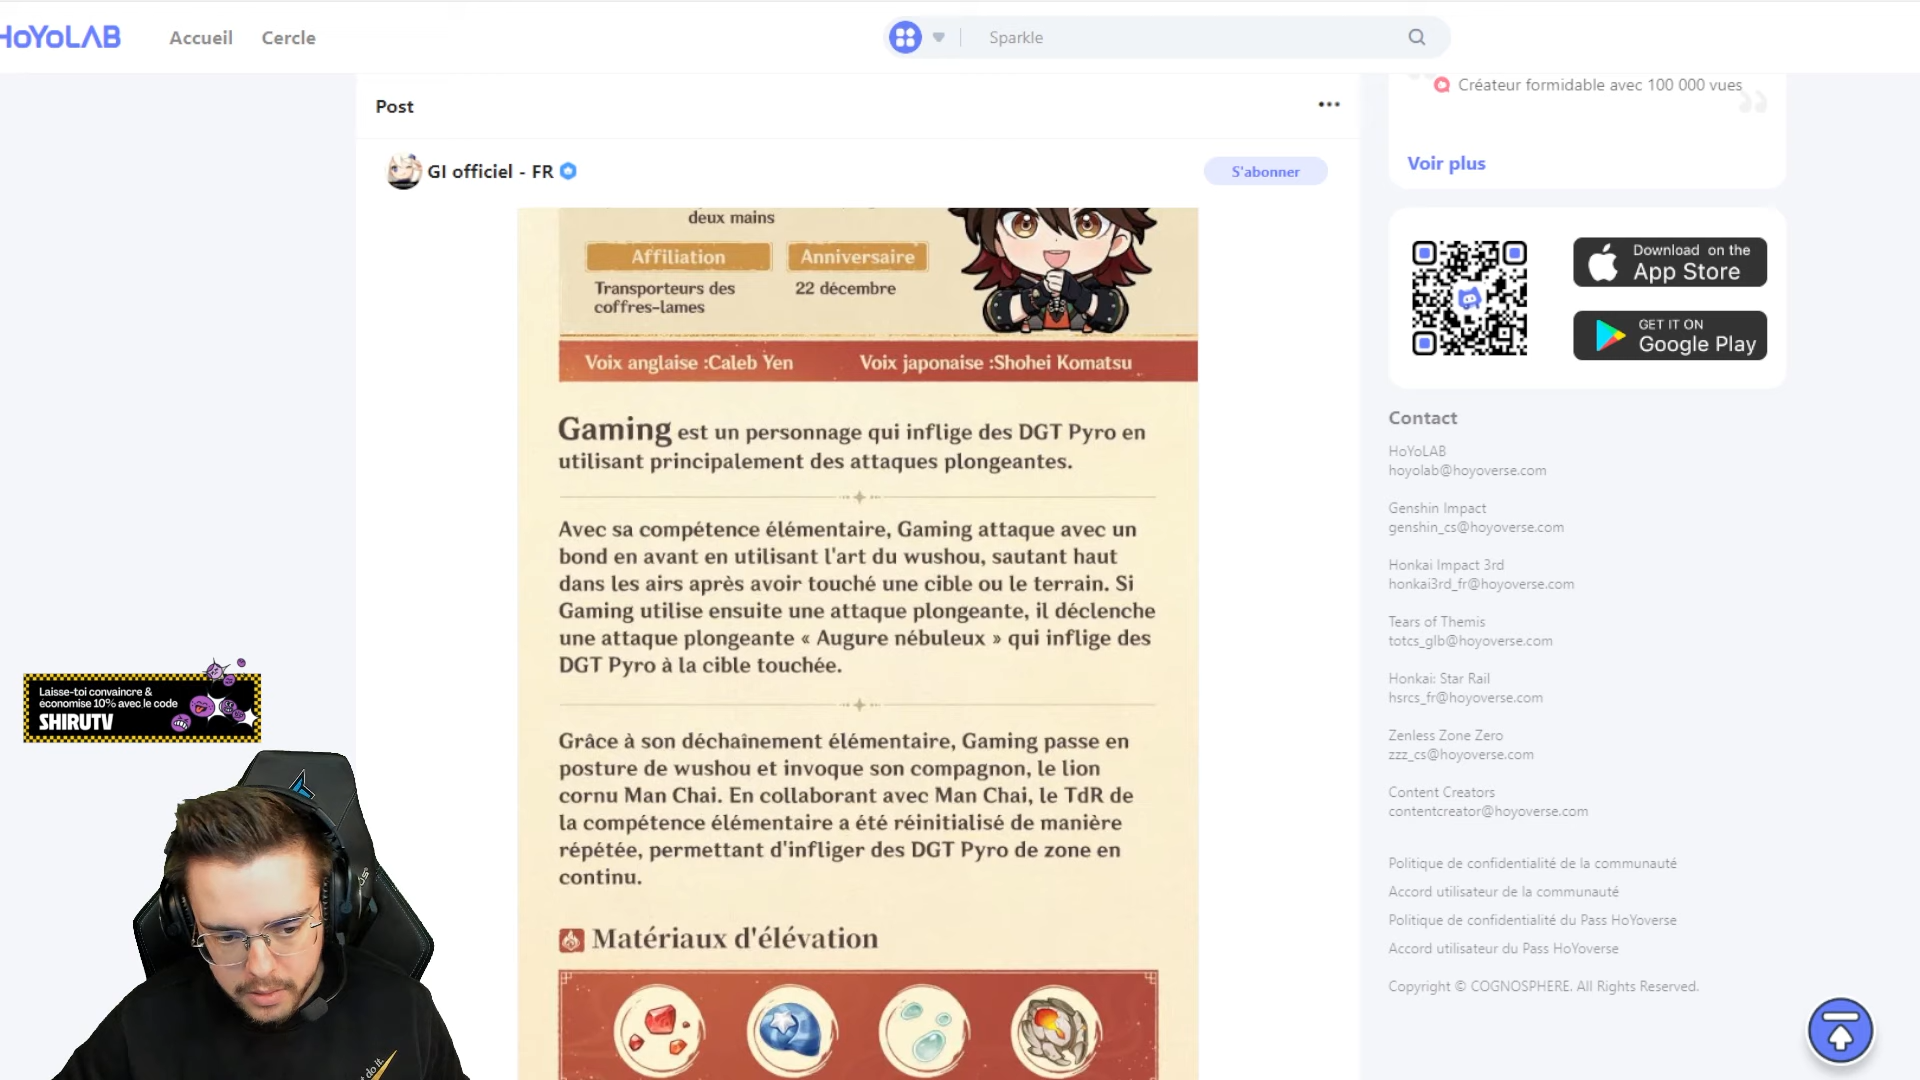 HoYoLAB
Accueil
Cercle
Sparkle
Post
GI officiel - FR
S'abonner
deux mains
Affiliation
Anniversaire
Transporteurs des
coffres-lames
22 décembre
Voix anglaise :Caleb Yen
Voix japonaise :Shohei Komatsu
Gaming est un personnage qui inflige des DGT Pyro en
utilisant principalement des attaques plongeantes.
Avec sa compétence élémentaire, Gaming attaque avec un
bond en avant en utilisant l'art du wushou, sautant haut
dans les airs après avoir touché une cible ou le terrain. Si
Gaming utilise ensuite une attaque plongeante, il déclenche
une attaque plongeante « Augure nébuleux » qui inflige des
DGT Pyro à la cible touchée.
Grâce à son déchaînement élémentaire, Gaming passe en
posture de wushou et invoque son compagnon, le lion
cornu Man Chai. En collaborant avec Man Chai, le TdR de
la compétence élémentaire a été réinitialisé de manière
répétée, permettant d'infliger des DGT Pyro de zone en
continu.
Matériaux d'élévation
Créateur formidable avec 100 000 vues
Voir plus
Download on the
App Store
GET IT ON
Google Play
Contact
HoYoLAB
hoyolab@hoyoverse.com
Genshin Impact
genshin_cs@hoyoverse.com
Honkai Impact 3rd
honkai3rd_fr@hoyoverse.com
Tears of Themis
totcs_glb@hoyoverse.com
Honkai: Star Rail
hsrcs_fr@hoyoverse.com
Zenless Zone Zero
zzz_cs@hoyoverse.com
Content Creators
contentcreator@hoyoverse.com
Politique de confidentialité de la communauté
Accord utilisateur de la communauté
Politique de confidentialité du Pass HoYoverse
Accord utilisateur du Pass HoYoverse
Copyright © COGNOSPHERE. All Rights Reserved.
Laisse-toi convaincre &
économise 10% avec le code
SHIRUTV
do it.